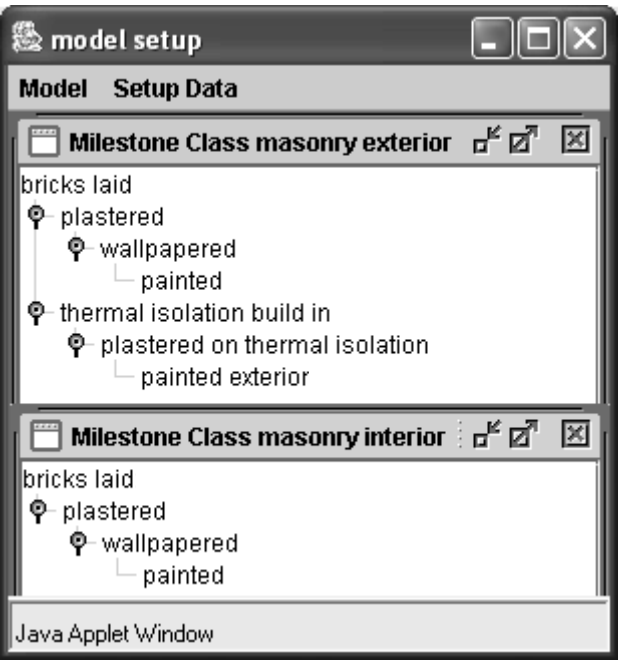 model setup
Model Setup Data
Milestone Class masonry exterior
bricks laid
plastered
wallpapered
painted
thermal isolation build in
plastered on thermal isolation
painted exterior
Milestone Class masonry interior
bricks laid
plastered
wallpapered
painted
Java Applet Window